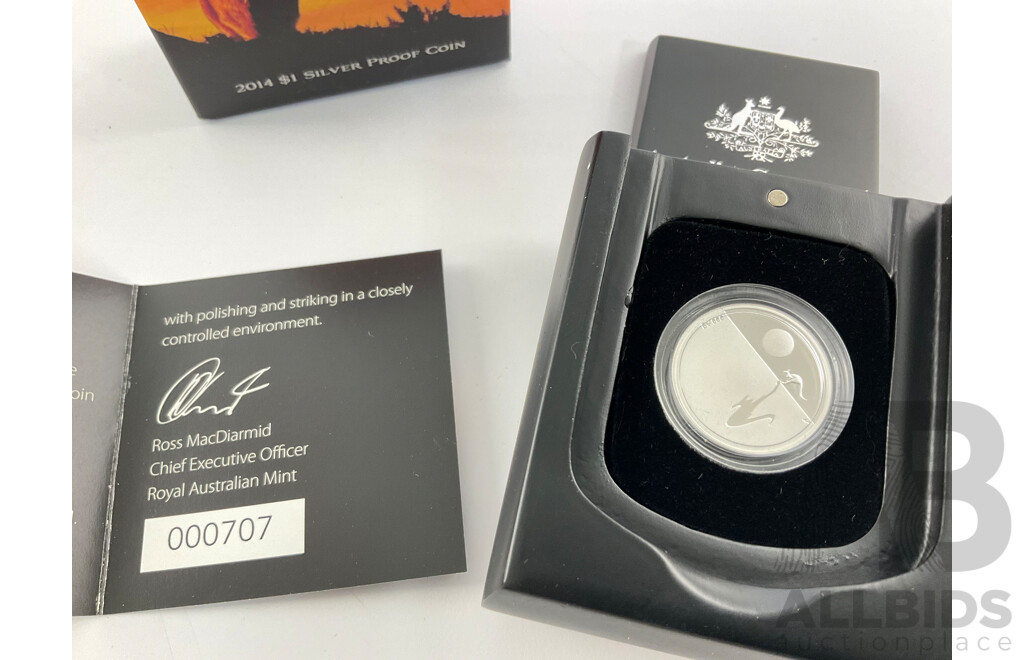 2014 $1 SILVER PROOF COIN
with polishing and striking in a closely
controlled environment.
oin
Ross MacDiarmid
Chief Executive Officer
Royal Australian Mint
000707
B
ALLBIDS
auctionplace